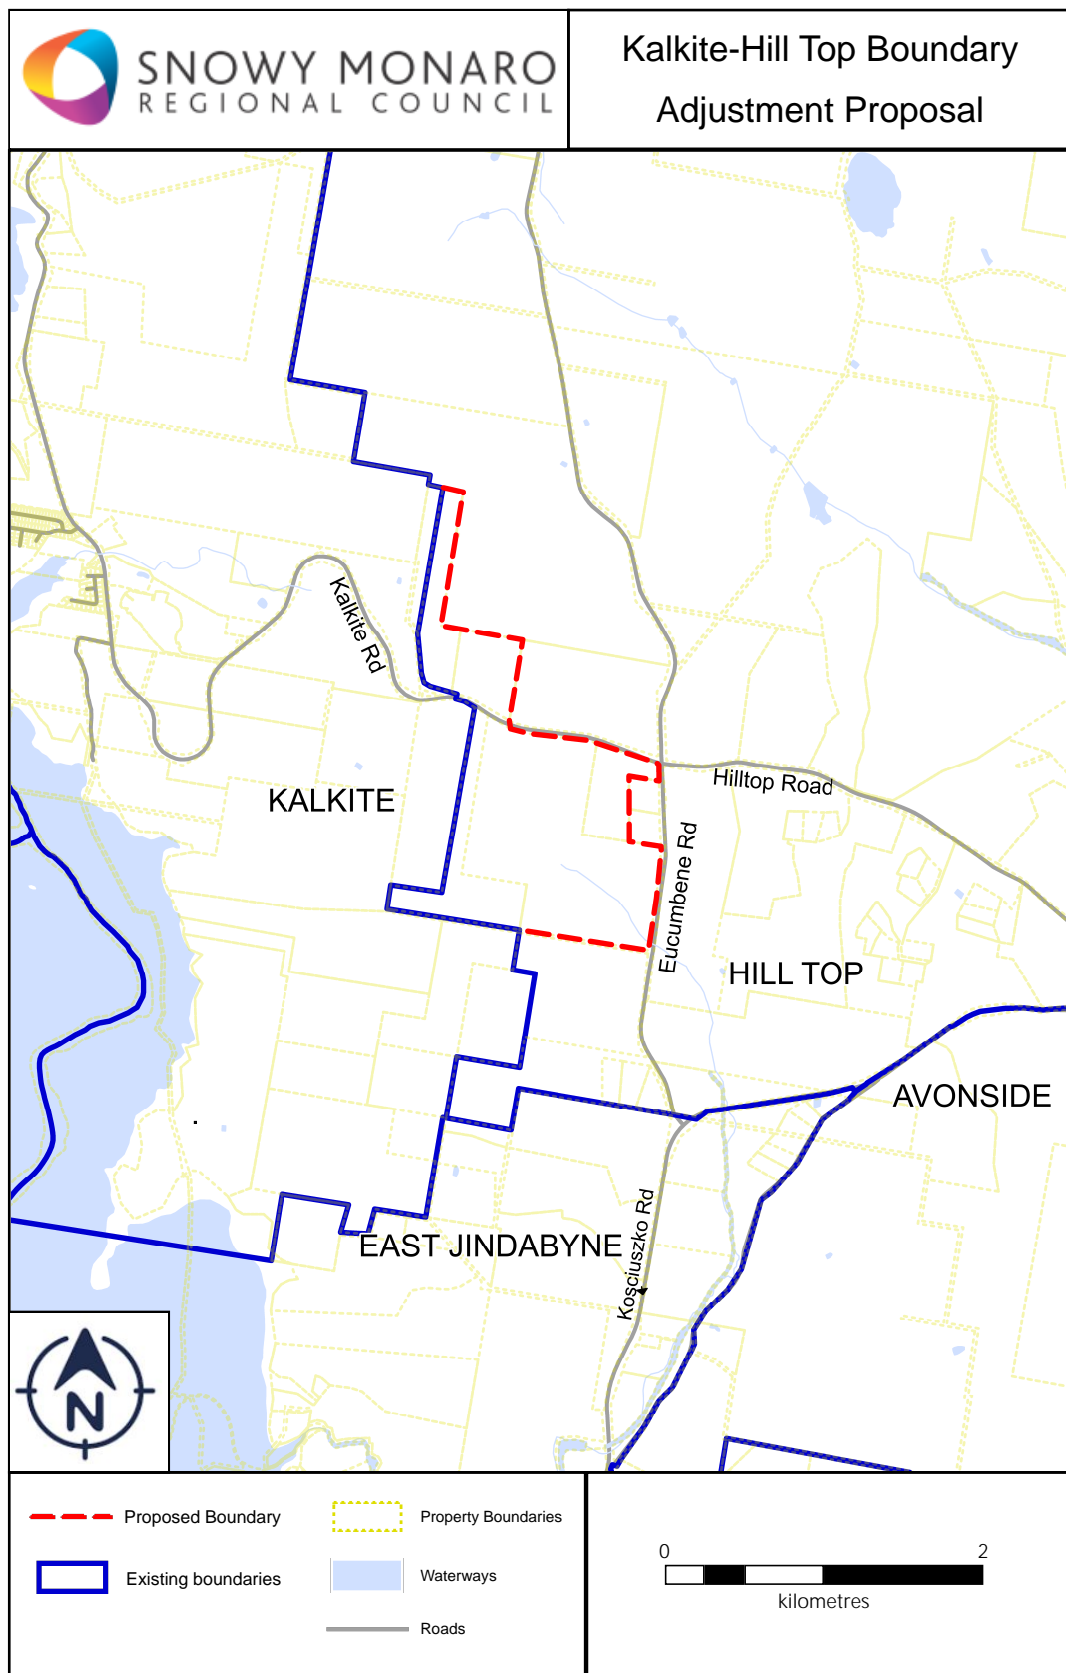 SNOWY MONARO
REGIONAL COUNCIL
Kalkite-Hill Top Boundary
Adjustment Proposal
Kalkite Rd
KALKITE
Hilltop Road
Eucumbene Rd
HILL TOP
AVONSIDE
EAST JINDABYNE
Kosciuszko Rd
N
Proposed Boundary
Property Boundaries
Existing boundaries
Waterways
Roads
0 2
kilometres